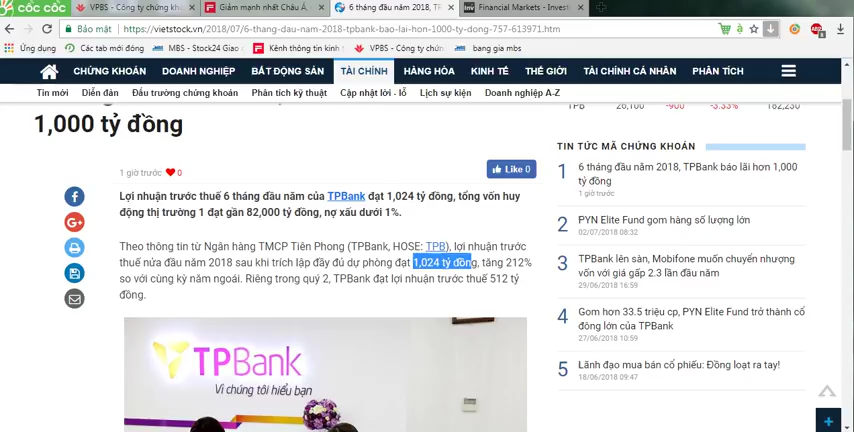 cốc cốc
VPBS - Công ty chứng kho
Giảm mạnh nhất Châu Á,
6 tháng đầu năm 2018, TP
Financial Markets - Investi
Bảo mật | https://vietstock.vn/2018/07/6-thang-dau-nam-2018-tpbank-bao-lai-hon-1000-ty-dong-757-613971.htm
Ứng dụng
Các tab mới đóng
MBS - Stock24 Giao
Kênh thông tin kinh t
VPBS - Công ty chứng
bang gia mbs
CHỨNG KHOÁN
DOANH NGHIỆP
BẤT ĐỘNG SẢN
TÀI CHÍNH
HÀNG HÓA
KINH TẾ
THẾ GIỚI
TÀI CHÍNH CÁ NHÂN
PHÂN TÍCH
Tin mới
Diễn đàn
Đấu trường chứng khoán
Phân tích kỹ thuật
Cập nhật lời - lỗ
Lịch sự kiện
Doanh nghiệp A-Z
TPB 26,100 -900 -3.33% 182,230
1,000 tỷ đồng
1 giờ trước 0
Like 0
Lợi nhuận trước thuế 6 tháng đầu năm của TPBank đạt 1,024 tỷ đồng, tổng vốn huy
động thị trường 1 đạt gần 82,000 tỷ đồng, nợ xấu dưới 1%.
Theo thông tin từ Ngân hàng TMCP Tiên Phong (TPBank, HOSE: TPB), lợi nhuận trước
thuế nửa đầu năm 2018 sau khi trích lập đầy đủ dự phòng đạt 1,024 tỷ đồng, tăng 212%
so với cùng kỳ năm ngoái. Riêng trong quý 2, TPBank đạt lợi nhuận trước thuế 512 tỷ
đồng.
TPBank
Vì chúng tôi hiểu bạn
TIN TỨC MÃ CHỨNG KHOÁN
1
6 tháng đầu năm 2018, TPBank báo lãi hơn 1,000
tỷ đồng
1 giờ trước
2
PYN Elite Fund gom hàng số lượng lớn
02/07/2018 08:32
3
TPBank lên sàn, Mobifone muốn chuyển nhượng
vốn với giá gấp 2.3 lần đầu năm
29/06/2018 16:59
4
Gom hơn 33.5 triệu cp, PYN Elite Fund trở thành cổ
đông lớn của TPBank
27/06/2018 10:59
5
Lãnh đạo mua bán cổ phiếu: Đồng loạt ra tay!
18/06/2018 09:47